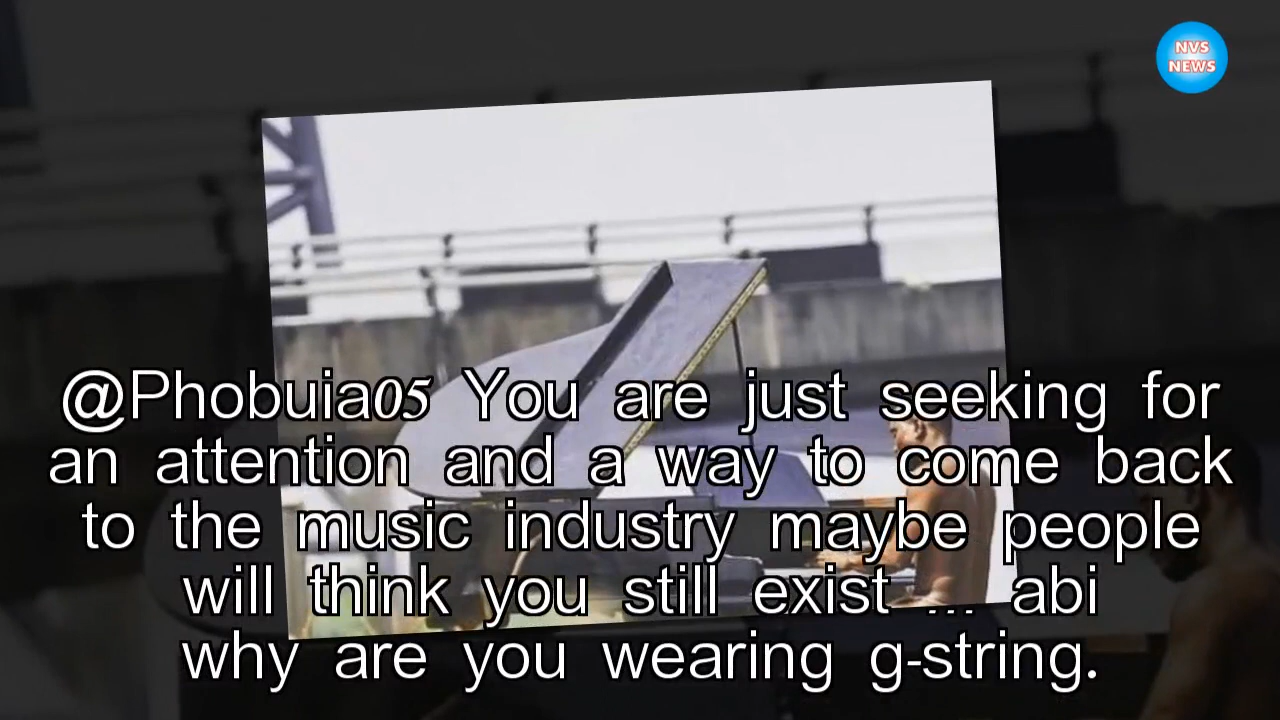 NVS
NEWS
@Phobuia05 You are just seeking for
an attention and a way to come back
to the music industry maybe people
will think you still exist ... abi
why are you wearing g-string.